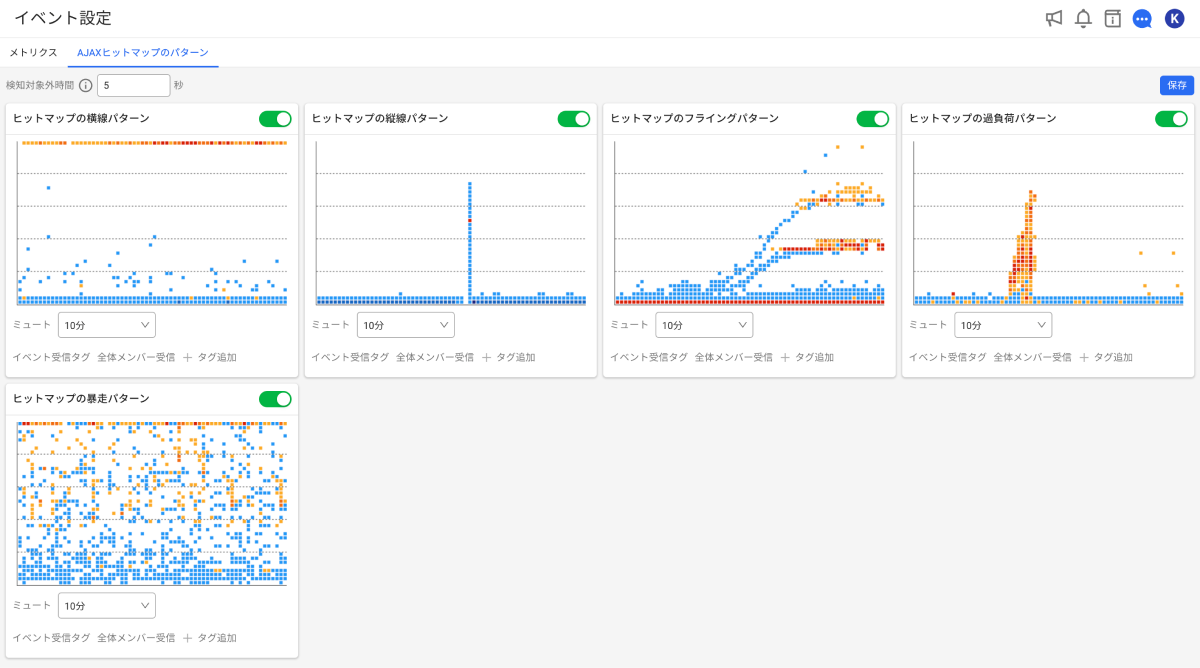 イベント設定
K
メトリクス
AJAXヒットマップのパターン
検知対象外時間
5
秒
保存
ヒットマップの横線パターン
ミュート
10分
イベント受信タグ 全体メンバー受信 + タグ追加
ヒットマップの縦線パターン
ミュート
10分
イベント受信タグ 全体メンバー受信 + タグ追加
ヒットマップのフライングパターン
ミュート
10分
イベント受信タグ 全体メンバー受信 + タグ追加
ヒットマップの過負荷パターン
ミュート
10分
イベント受信タグ 全体メンバー受信 + タグ追加
ヒットマップの暴走パターン
ミュート
10分
イベント受信タグ 全体メンバー受信 + タグ追加